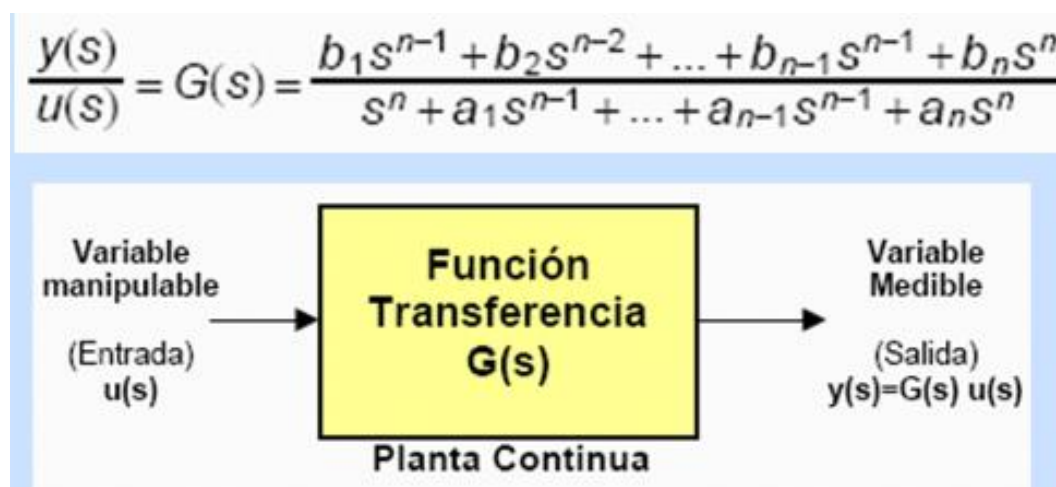 y(s)/u(s) = G(s) = (b₁sⁿ⁻¹ + b₂sⁿ⁻² + ... + bₙ₋₁sⁿ⁻¹ + bₙsⁿ)/(sⁿ + a₁sⁿ⁻¹ + ... + aₙ₋₁sⁿ⁻¹ + aₙsⁿ)
Variable
manipulable
(Entrada)
u(s)
Función
Transferencia
G(s)
Variable
Medible
(Salida)
y(s)=G(s) u(s)
Planta Continua